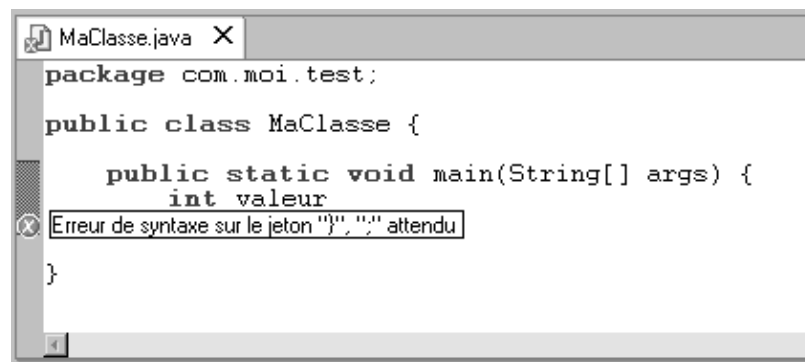 MaClasse.java
package com.moi.test;
public class MaClasse {
public static void main(String[] args) {
int valeur
Erreur de syntaxe sur le jeton "}", ";" attendu
}